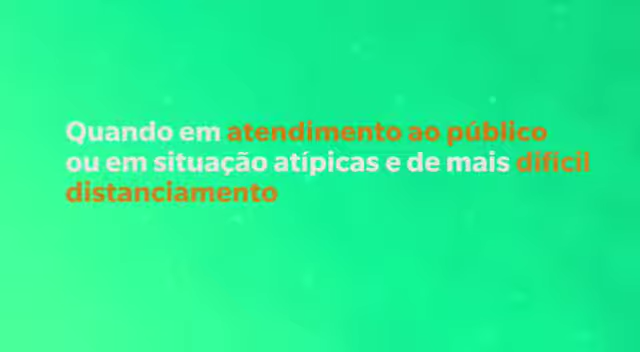 Quando em atendimento ao público
ou em situação atípicas e de mais difícil
distanciamento